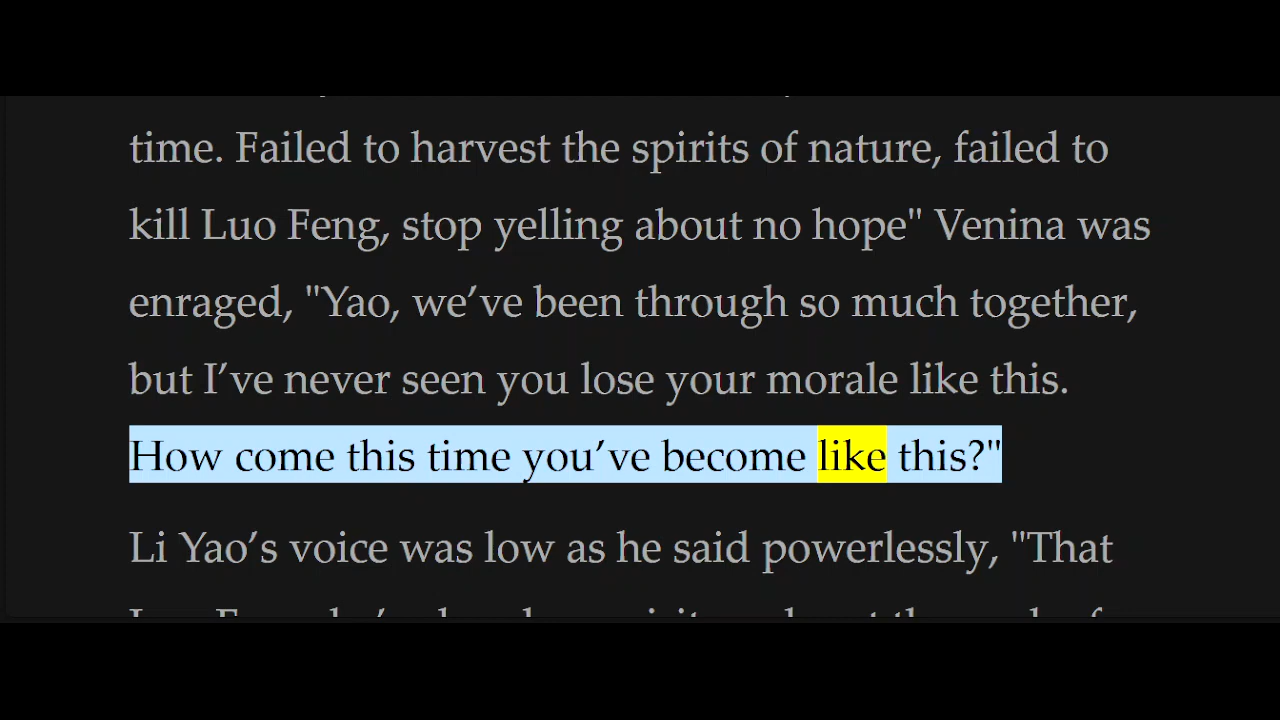 time. Failed to harvest the spirits of nature, failed to
kill Luo Feng, stop yelling about no hope" Venina was
enraged, "Yao, we’ve been through so much together,
but I’ve never seen you lose your morale like this.
How come this time you’ve become like this?"
Li Yao’s voice was low as he said powerlessly, "That